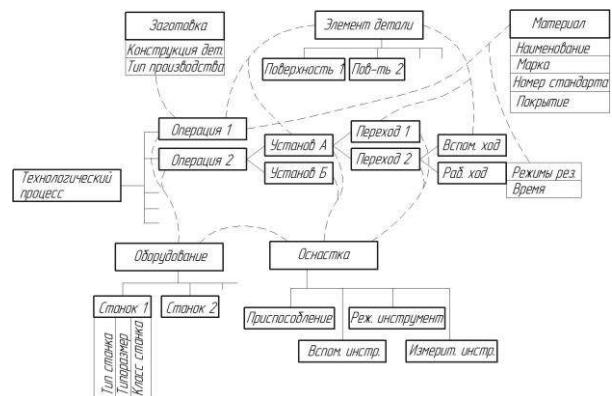 Заготовка
Конструкция дет.
Тип производства
Элемент детали
Поверхность 1
Пов-ть 2
Материал
Наименование
Марка
Номер стандарта
Покрытие
Операция 1
Операция 2
Установ А
Установ Б
Переход 1
Переход 2
Вспом. ход
Раб. ход
Режимы рез.
Время
Технологический
процесс
Оборудование
Оснастка
Станок 1
Станок 2
Тип станка
Типоразмер
Класс станка
Приспособление
Реж. инструмент
Вспом. инстр.
Измерит. инстр.